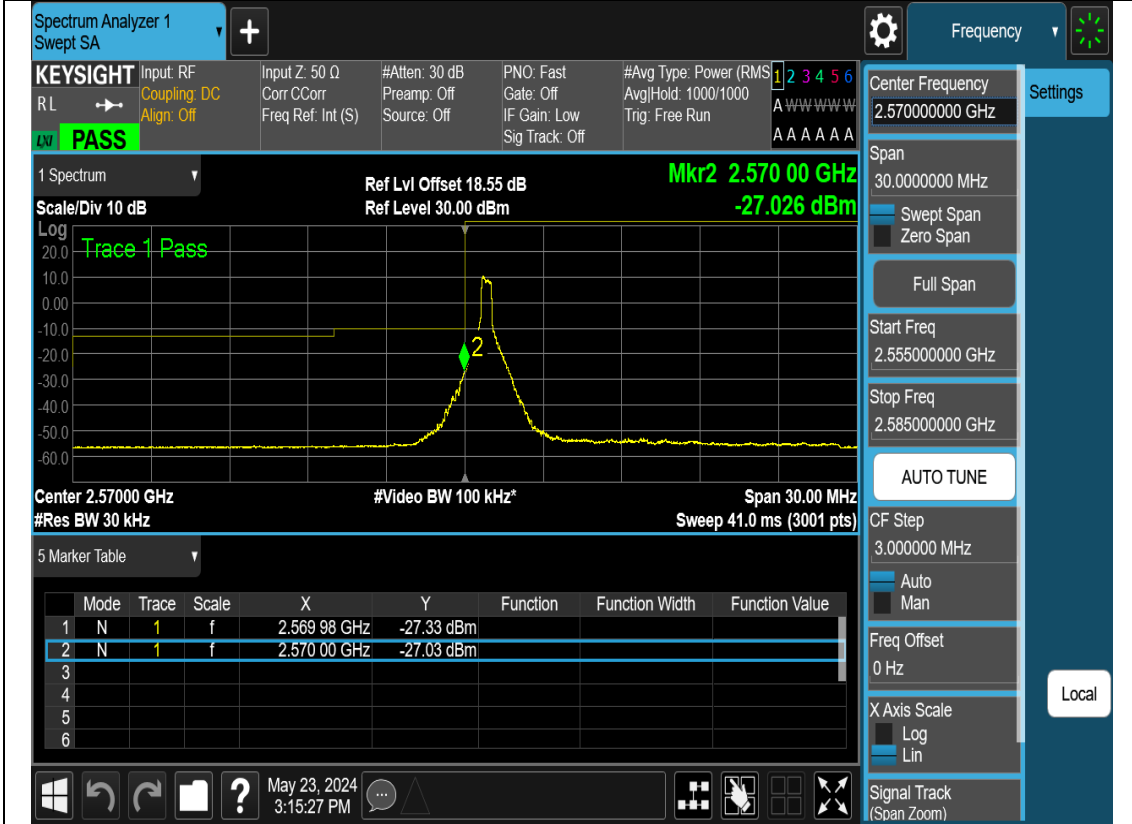 Spectrum Analyzer 1
Swept SA
Frequency
KEYSIGHT
RL
LXI
PASS
Input: RF
Coupling: DC
Align: Off
Input Z: 50 Ω
Corr CCorr
Freq Ref: Int (S)
#Atten: 30 dB
Preamp: Off
Source: Off
PNO: Fast
Gate: Off
IF Gain: Low
Sig Track: Off
#Avg Type: Power (RMS
Avg|Hold: 1000/1000
Trig: Free Run
1 2 3 4 5 6
A W W W W W
A A A A A A
1 Spectrum
Scale/Div 10 dB
Ref Lvl Offset 18.55 dB
Ref Level 30.00 dBm
Mkr2 2.570 00 GHz
-27.026 dBm
Log
Trace 1 Pass
20.0
10.0
0.00
-10.0
-20.0
-30.0
-40.0
-50.0
-60.0
2
Center 2.57000 GHz
#Video BW 100 kHz*
Span 30.00 MHz
#Res BW 30 kHz
Sweep 41.0 ms (3001 pts)
5 Marker Table
Mode Trace Scale X Y Function Function Width Function Value
1 N 1 f 2.569 98 GHz -27.33 dBm
2 N 1 f 2.570 00 GHz -27.03 dBm
3
4
5
6
May 23, 2024
3:15:27 PM
Center Frequency
2.570000000 GHz
Settings
Span
30.0000000 MHz
Swept Span
Zero Span
Full Span
Start Freq
2.555000000 GHz
Stop Freq
2.585000000 GHz
AUTO TUNE
CF Step
3.000000 MHz
Auto
Man
Freq Offset
0 Hz
X Axis Scale
Log
Lin
Signal Track
(Span Zoom)
Local